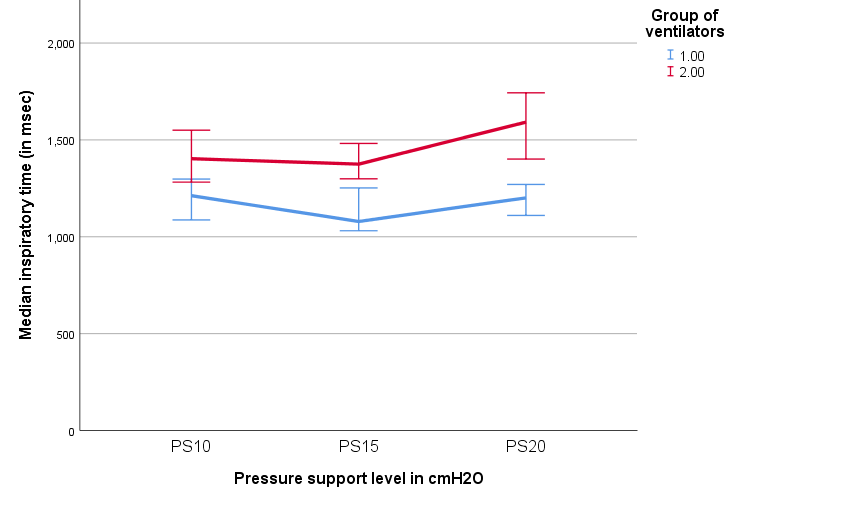 Group of
ventilators
1.00
2.00
Median inspiratory time (in msec)
2,000
1,500
1,000
500
0
PS10 PS15 PS20
Pressure support level in cmH2O